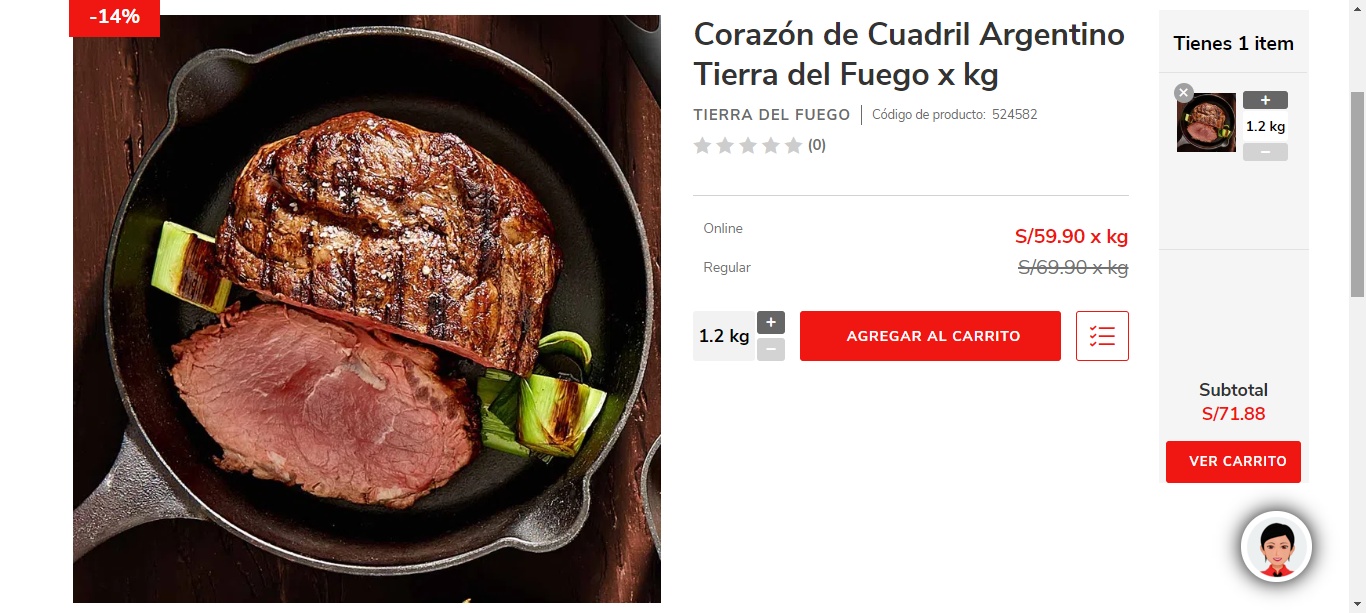 -14%
Corazón de Cuadril Argentino
Tierra del Fuego x kg
TIERRA DEL FUEGO
Código de producto: 524582
(0)
Online
S/59.90 x kg
Regular
S/69.90 x kg
1.2 kg
+
−
AGREGAR AL CARRITO
Tienes 1 item
+
1.2 kg
−
Subtotal
S/71.88
VER CARRITO